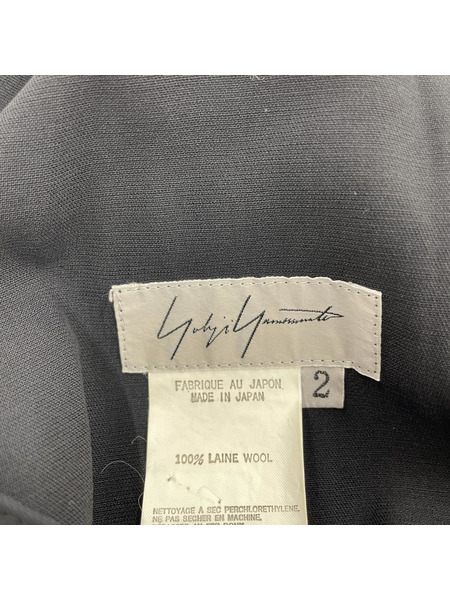 Yohji Yamamoto
2
FABRIQUE AU JAPON
MADE IN JAPAN
100% LAINE WOOL
NETTOYAGE A SEC PERCHLORETHYLENE.
NE PAS SECHER EN MACHINE.